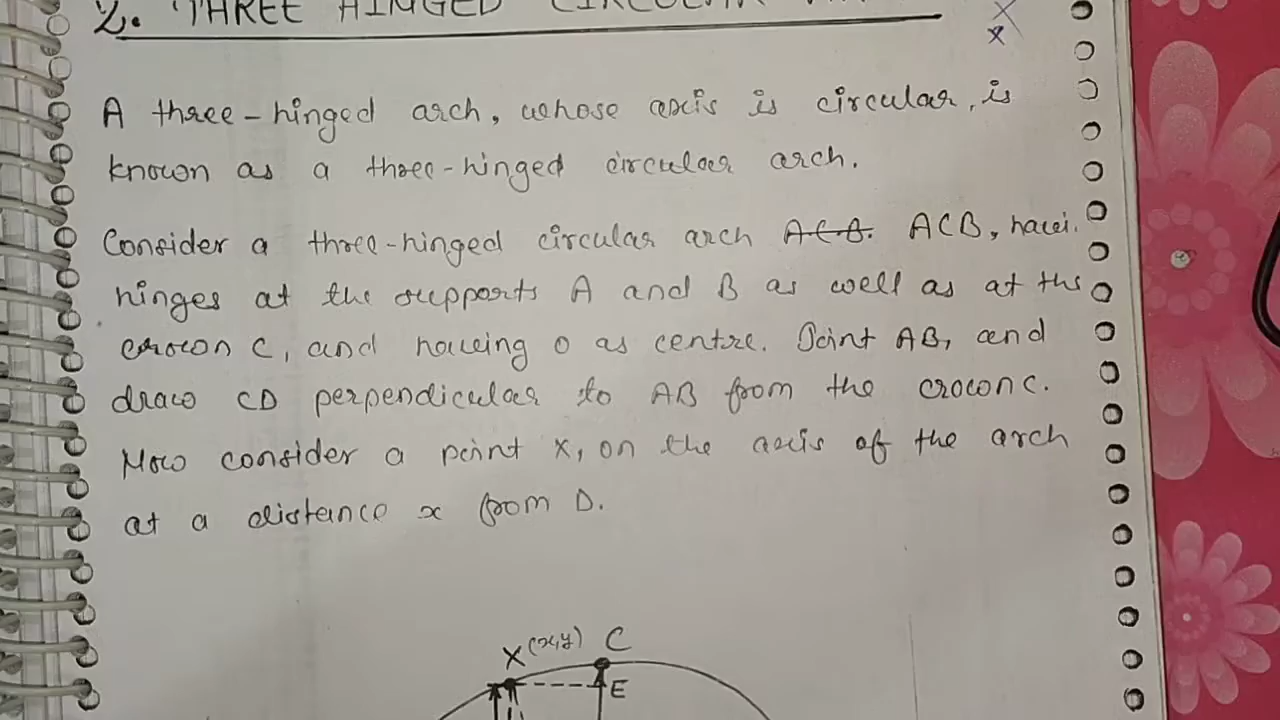 2. THREE HINGED CIRCULAR
A three-hinged arch, whose axis is circular, is
known as a three-hinged circular arch.
Consider a three-hinged circular arch ACB. ACB,
hinges at the supports A and B as well as at the
crown C, and having O as centre. Joint AB, and
draw CD perpendicular to AB from the crown C.
Now consider a point X, on the axis of the arch
at a distance x from D.
X (x,y) C
E